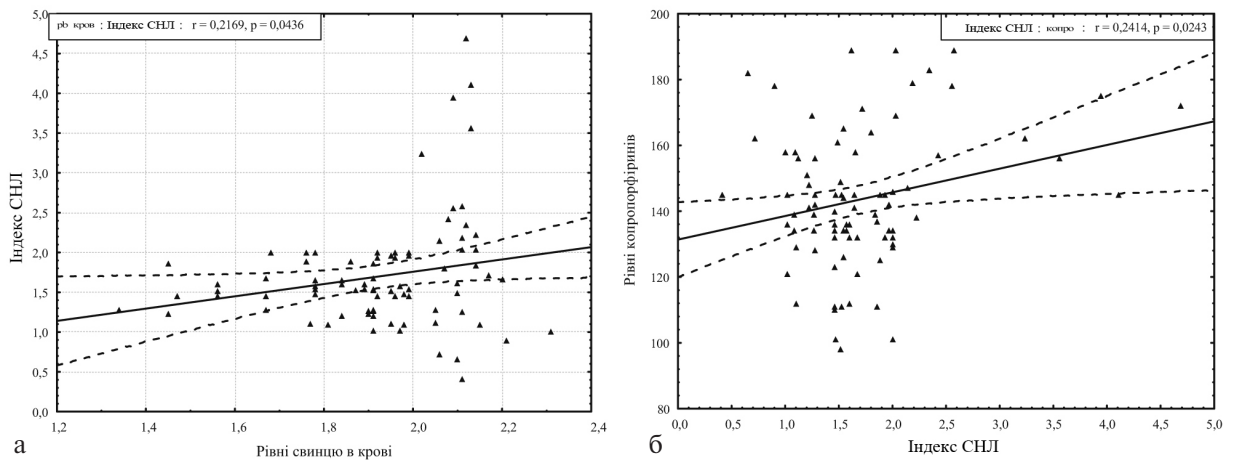 pb кров : Індекс СНЛ : r = 0,2169, p = 0,0436
5,0
4,5
4,0
3,5
3,0
2,5
2,0
1,5
1,0
0,5
0,0
Індекс СНЛ
1,2 1,4 1,6 1,8 2,0 2,2 2,4
Рівні свинцю в крові
а
Індекс СНЛ : копро : r = 0,2414, p = 0,0243
200
180
160
140
120
100
80
Рівні копропорфіринів
0,0 0,5 1,0 1,5 2,0 2,5 3,0 3,5 4,0 4,5 5,0
Індекс СНЛ
б